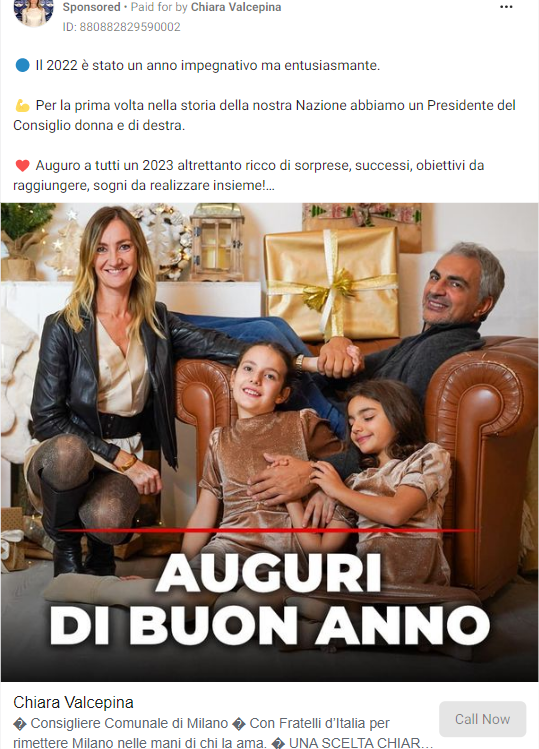 Sponsored • Paid for by Chiara Valcepina
ID: 880882829590002
🔵 Il 2022 è stato un anno impegnativo ma entusiasmante.
💪 Per la prima volta nella storia della nostra Nazione abbiamo un Presidente del
Consiglio donna e di destra.
❤️ Auguro a tutti un 2023 altrettanto ricco di sorprese, successi, obiettivi da
raggiungere, sogni da realizzare insieme!...
AUGURI
DI BUON ANNO
Chiara Valcepina
� Consigliere Comunale di Milano � Con Fratelli d'Italia per
rimettere Milano nelle mani di chi la ama. � UNA SCELTA CHIAR...
Call Now